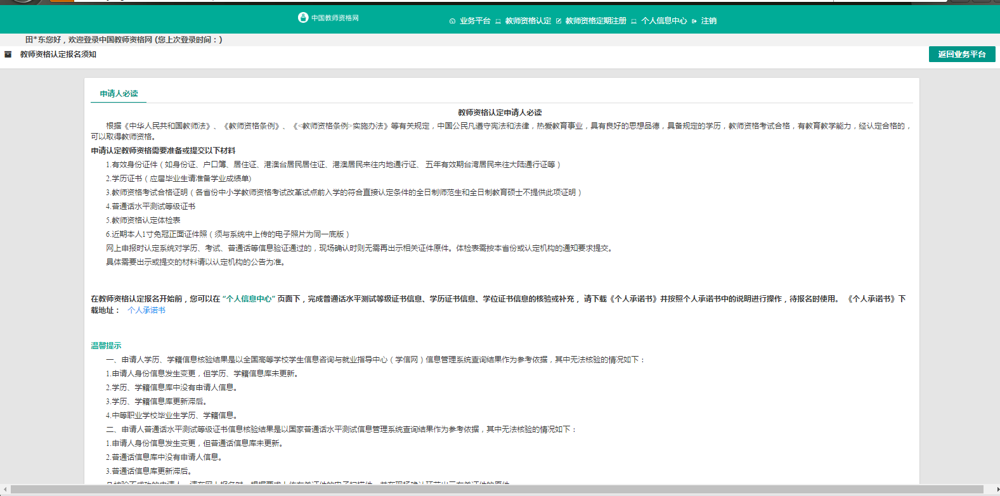 中国教师资格网
业务平台 教师资格认定 教师资格定期注册 个人信息中心 注销
田*东您好，欢迎登录中国教师资格网 (您上次登录时间：)
教师资格认定报名须知
返回业务平台
申请人必读
教师资格认定申请人必读
根据《中华人民共和国教师法》、《教师资格条例》、《<教师资格条例>实施办法》等有关规定，中国公民凡遵守宪法和法律，热爱教育事业，具有良好的思想品德，具备规定的学历，教师资格考试合格，有教育教学能力，经认定合格的，
可以取得教师资格。
申请认定教师资格需要准备或提交以下材料
1.有效身份证件（如身份证、户口簿、居住证、港澳台居民居住证、港澳居民来往内地通行证、 五年有效期台湾居民来往大陆通行证等）
2.学历证书（应届毕业生请准备学业成绩单)
3.教师资格考试合格证明（各省份中小学教师资格考试改革试点前入学的符合直接认定条件的全日制师范生和全日制教育硕士不提供此项证明）
4.普通话水平测试等级证书
5.教师资格认定体检表
6.近期本人1寸免冠正面证件照（须与系统中上传的电子照片为同一底版）
网上申报时认定系统对学历、考试、普通话等信息验证通过的，现场确认时则无需再出示相关证件原件。体检表需按本省份或认定机构的通知要求提交。
具体需要出示或提交的材料请以认定机构的公告为准。
在教师资格认定报名开始前，您可以在 “个人信息中心” 页面下，完成普通话水平测试等级证书信息、学历证书信息、学位证书信息的核验或补充， 请下载《个人承诺书》并按照个人承诺书中的说明进行操作，待报名时使用。 《个人承诺书》下
载地址： 个人承诺书
温馨提示
一、申请人学历、学籍信息核验结果是以全国高等学校学生信息咨询与就业指导中心（学信网）信息管理系统查询结果作为参考依据，其中无法核验的情况如下：
1.申请人身份信息发生变更，但学历、学籍信息库未更新。
2.学历、学籍信息库中没有申请人信息。
3.学历、学籍信息库更新滞后。
4.中等职业学校毕业生学历、学籍信息。
二、申请人普通话水平测试等级证书信息核验结果是以国家普通话水平测试信息管理系统查询结果作为参考依据，其中无法核验的情况如下：
1.申请人身份信息发生变更，但普通话信息库未更新。
2.普通话信息库中没有申请人信息。
3.普通话信息库更新滞后。